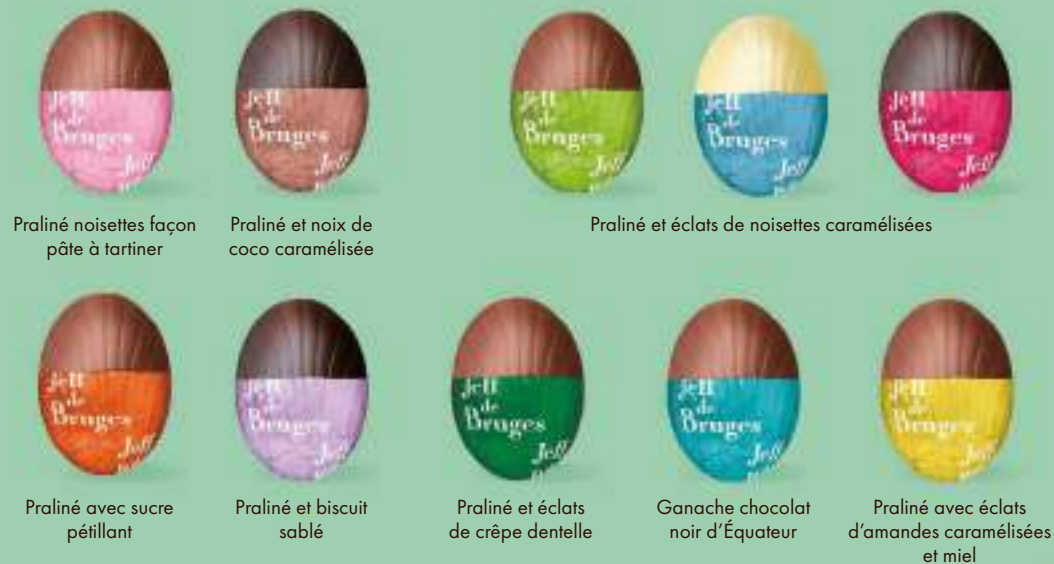 Jeff
de
Bruges
Jeff
Jeff
de
Bruges
Jeff
Jeff
de
Bruges
Jeff
Jeff
de
Bruges
Jeff
Jeff
de
Bruges
Jeff
Praliné noisettes façon
pâte à tartiner
Praliné et noix de
coco caramélisée
Praliné et éclats de noisettes caramélisées
Jeff
de
Bruges
Jeff
Jeff
de
Bruges
Jeff
Jeff
de
Bruges
Jeff
Jeff
de
Bruges
Jeff
Jeff
de
Bruges
Jeff
Praliné avec sucre
pétillant
Praliné et biscuit
sablé
Praliné et éclats
de crêpe dentelle
Ganache chocolat
noir d'Équateur
Praliné avec éclats
d'amandes caramélisées
et miel